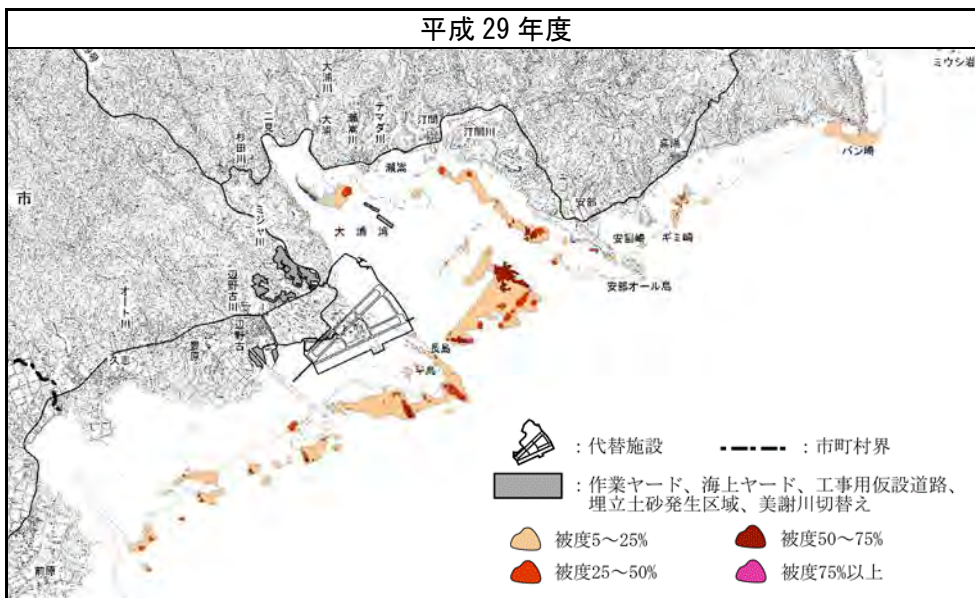 平成29年度
ミウシ岩
大浦川
大浦
二見
杉田川
瀬嵩川
テマダ川
汀間
汀間川
瀬嵩
嘉陽
バン崎
市
大浦湾
安部
安部崎
ギミ崎
安部オール島
ミジャ川
辺野古川
辺野古
オート川
豊原
久志
長島
平島
前原
:代替施設
:市町村界
:作業ヤード、海上ヤード、工事用仮設道路、
埋立土砂発生区域、美謝川切替え
被度5~25%
被度50~75%
被度25~50%
被度75%以上